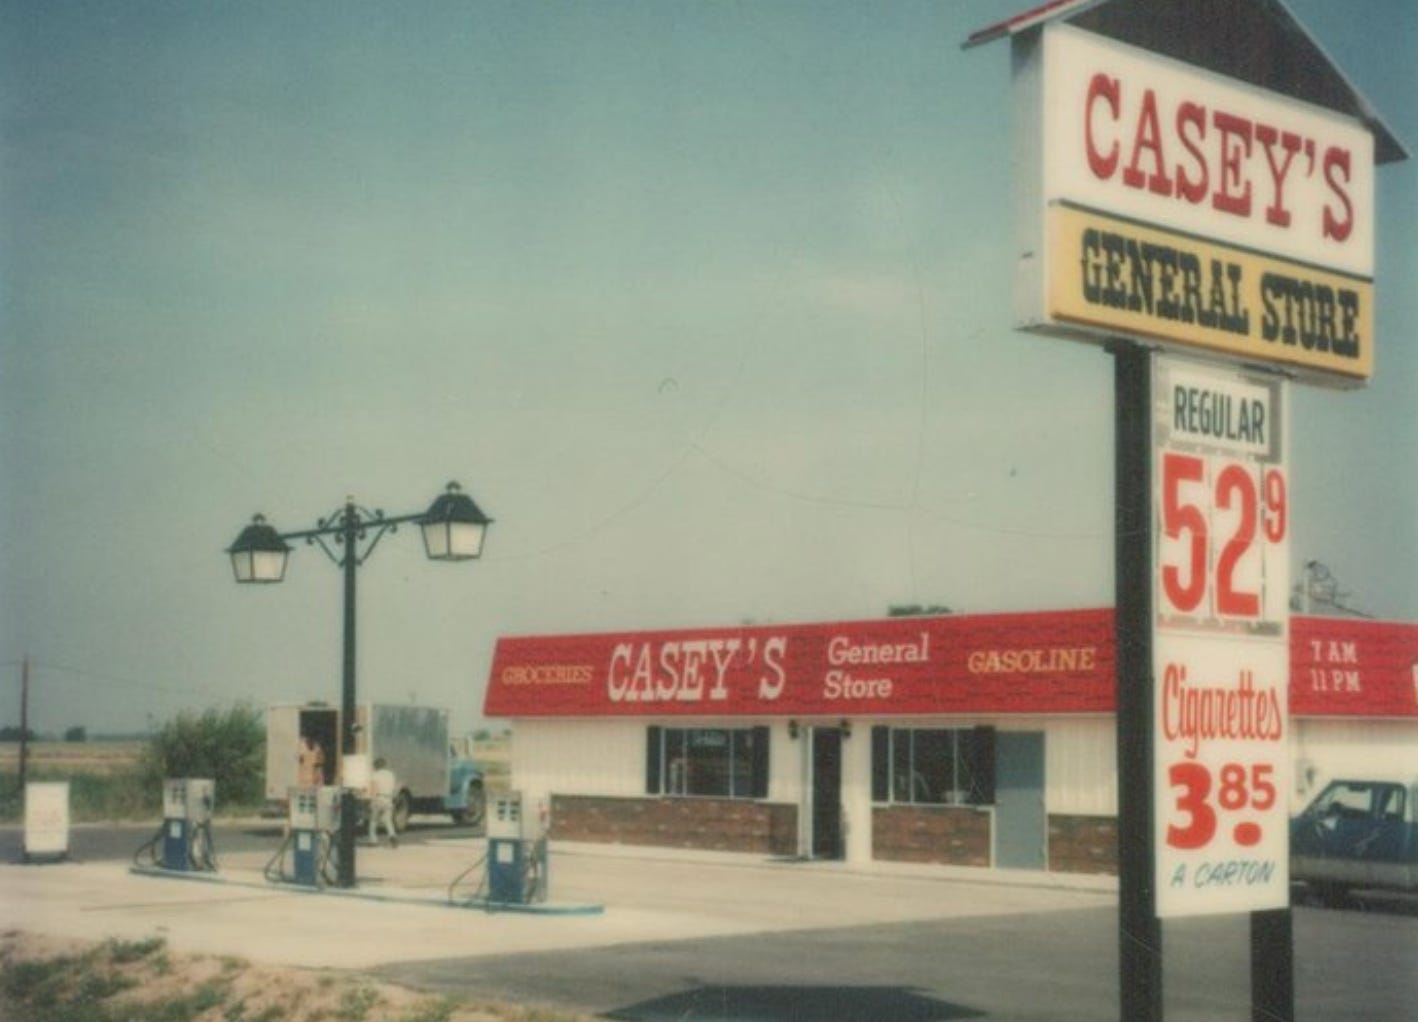 CASEY'S
GENERAL STORE
REGULAR
52 9
Cigarettes
3.85
A CARTON
GROCERIES
CASEY'S
General
Store
GASOLINE
7 AM
11 PM